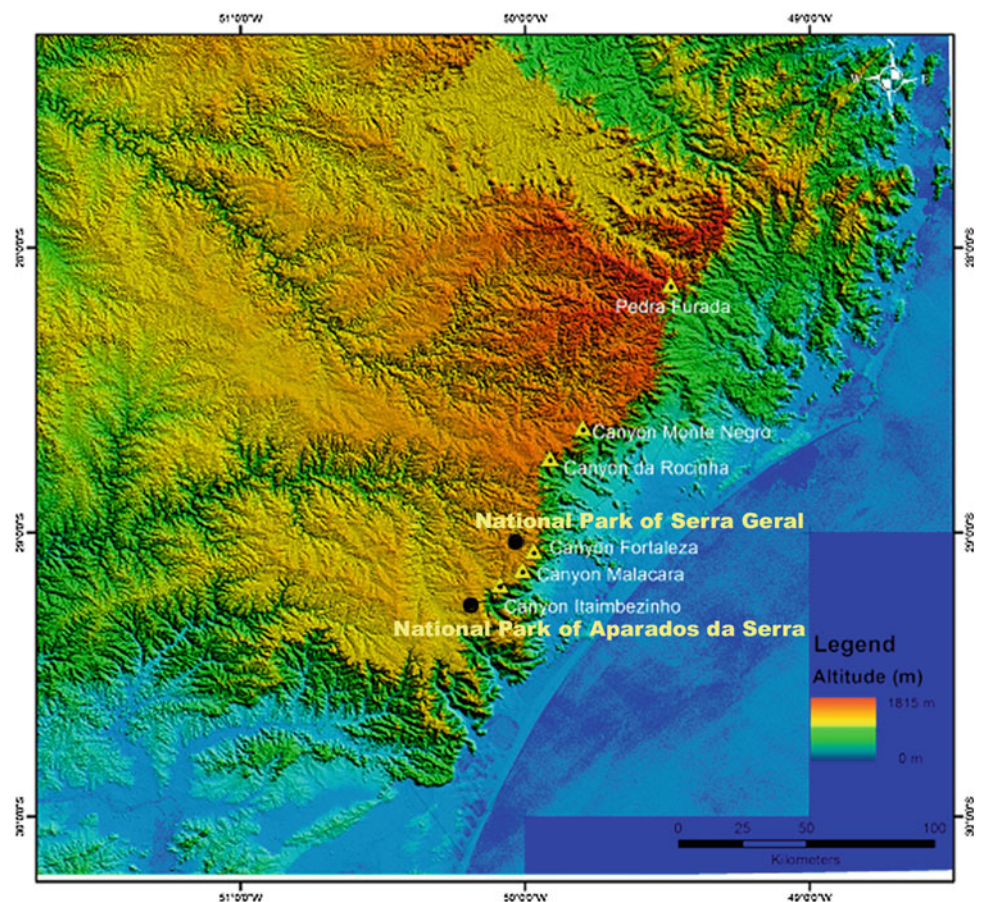 51°0'0"W 50°0'0"W 49°0'0"W
N
W E
28°0'0"S 28°0'0"S
Pedra Furada
Canyon Monte Negro
Canyon da Rocinha
National Park of Serra Geral
29°0'0"S 29°0'0"S
Canyon Fortaleza
Canyon Malacara
Canyon Itaimbezinho
National Park of Aparados da Serra
Legend
Altitude (m)
1815 m
0 m
30°0'0"S 30°0'0"S
0 25 50 100
Kilometers
51°0'0"W 50°0'0"W 49°0'0"W